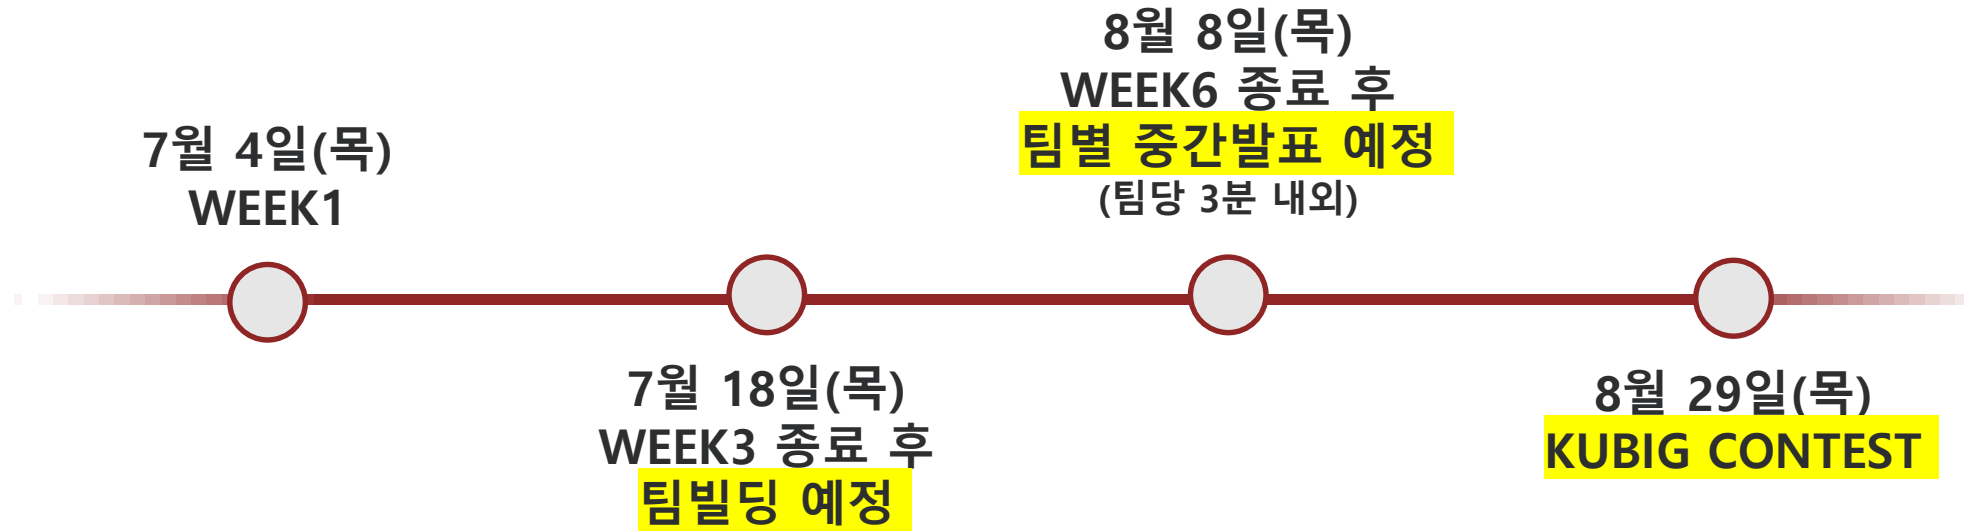 7월 4일(목)
WEEK1
7월 18일(목)
WEEK3 종료 후
팀빌딩 예정
8월 8일(목)
WEEK6 종료 후
팀별 중간발표 예정
(팀당 3분 내외)
8월 29일(목)
KUBIG CONTEST